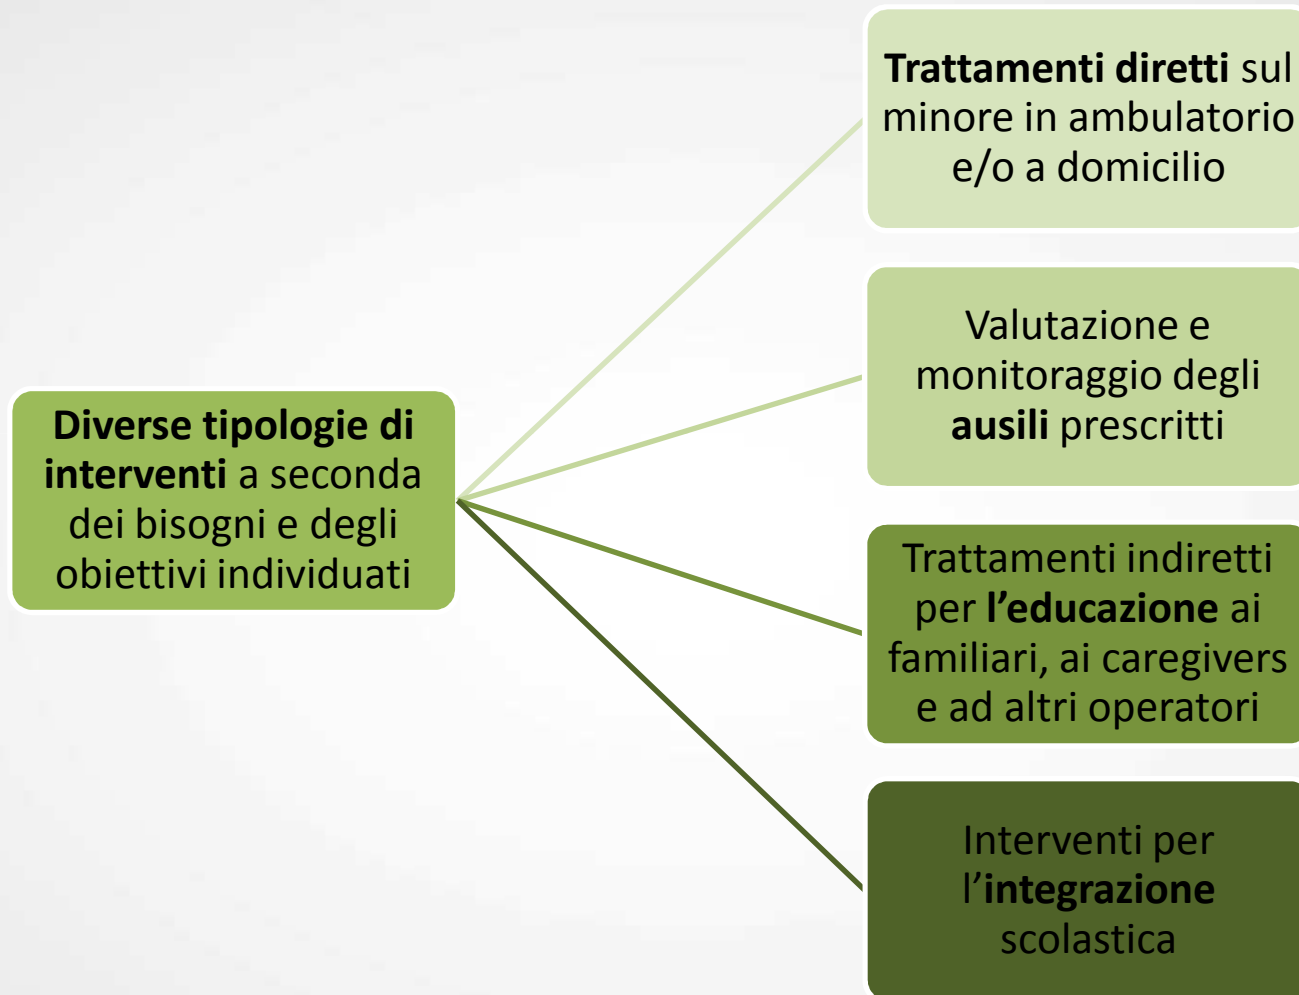 Diverse tipologie di
interventi a seconda
dei bisogni e degli
obiettivi individuati
Trattamenti diretti sul
minore in ambulatorio
e/o a domicilio
Valutazione e
monitoraggio degli
ausili prescritti
Trattamenti indiretti
per l’educazione ai
familiari, ai caregivers
e ad altri operatori
Interventi per
l’integrazione
scolastica